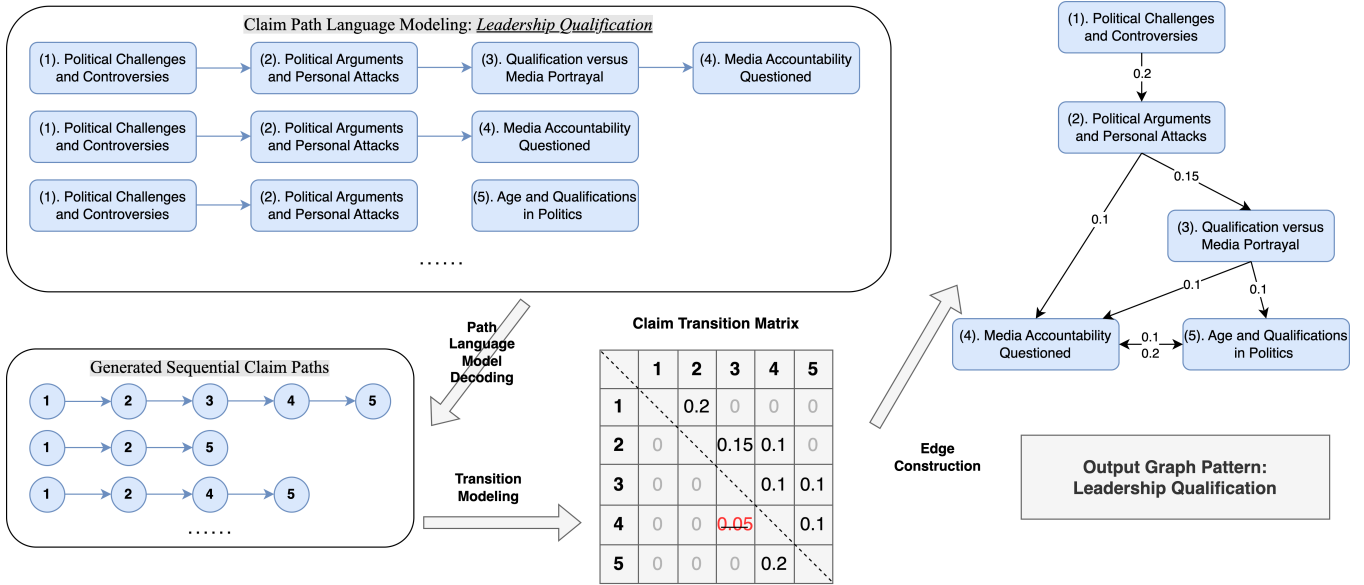 Claim Path Language Modeling: Leadership Qualification
(1). Political Challenges
and Controversies
(2). Political Arguments
and Personal Attacks
(3). Qualification versus
Media Portrayal
(4). Media Accountability
Questioned
(1). Political Challenges
and Controversies
(2). Political Arguments
and Personal Attacks
(4). Media Accountability
Questioned
(1). Political Challenges
and Controversies
(2). Political Arguments
and Personal Attacks
(5). Age and Qualifications
in Politics
......
Path
Language
Model
Decoding
Generated Sequential Claim Paths
1 2 3 4 5
1 2 5
1 2 4 5
......
Transition
Modeling
Claim Transition Matrix
1 2 3 4 5
1 0.2 0 0 0
2 0 0.15 0.1 0
3 0 0 0.1 0.1
4 0 0 0.05 0.1
5 0 0 0 0.2
Edge
Construction
(1). Political Challenges
and Controversies
0.2
(2). Political Arguments
and Personal Attacks
0.15
0.1
(3). Qualification versus
Media Portrayal
0.1
0.1
(4). Media Accountability
Questioned
0.1
0.2
(5). Age and Qualifications
in Politics
Output Graph Pattern:
Leadership Qualification